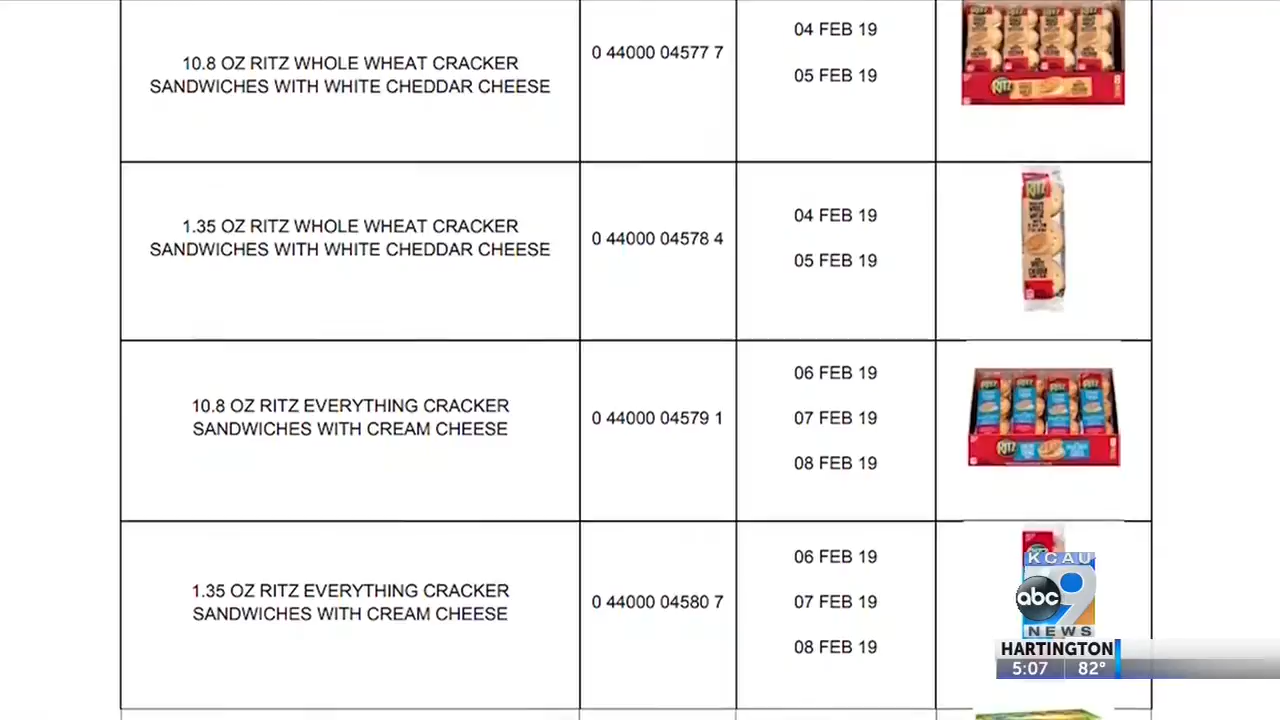 10.8 OZ RITZ WHOLE WHEAT CRACKER
SANDWICHES WITH WHITE CHEDDAR CHEESE
0 44000 04577 7
04 FEB 19
05 FEB 19
RITZ
1.35 OZ RITZ WHOLE WHEAT CRACKER
SANDWICHES WITH WHITE CHEDDAR CHEESE
0 44000 04578 4
04 FEB 19
05 FEB 19
RITZ
10.8 OZ RITZ EVERYTHING CRACKER
SANDWICHES WITH CREAM CHEESE
0 44000 04579 1
06 FEB 19
07 FEB 19
08 FEB 19
RITZ
1.35 OZ RITZ EVERYTHING CRACKER
SANDWICHES WITH CREAM CHEESE
0 44000 04580 7
06 FEB 19
07 FEB 19
08 FEB 19
KCAU
abc 9
NEWS
HARTINGTON
5:07 82°